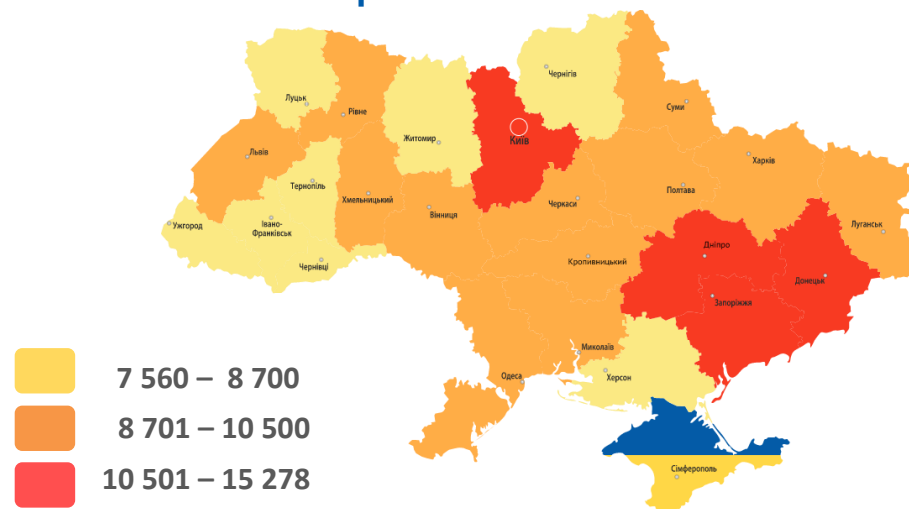 Чернігів
Луцьк
Рівне
Суми
Житомир
Київ
Львів
Харків
Тернопіль
Хмельницький
Вінниця
Черкаси
Полтава
Ужгород
Івано-
Франківськ
Луганськ
Чернівці
Кропивницький
Дніпро
Донецьк
Запоріжжя
Миколаїв
Одеса
Херсон
Сімферополь
7 560 – 8 700
8 701 – 10 500
10 501 – 15 278